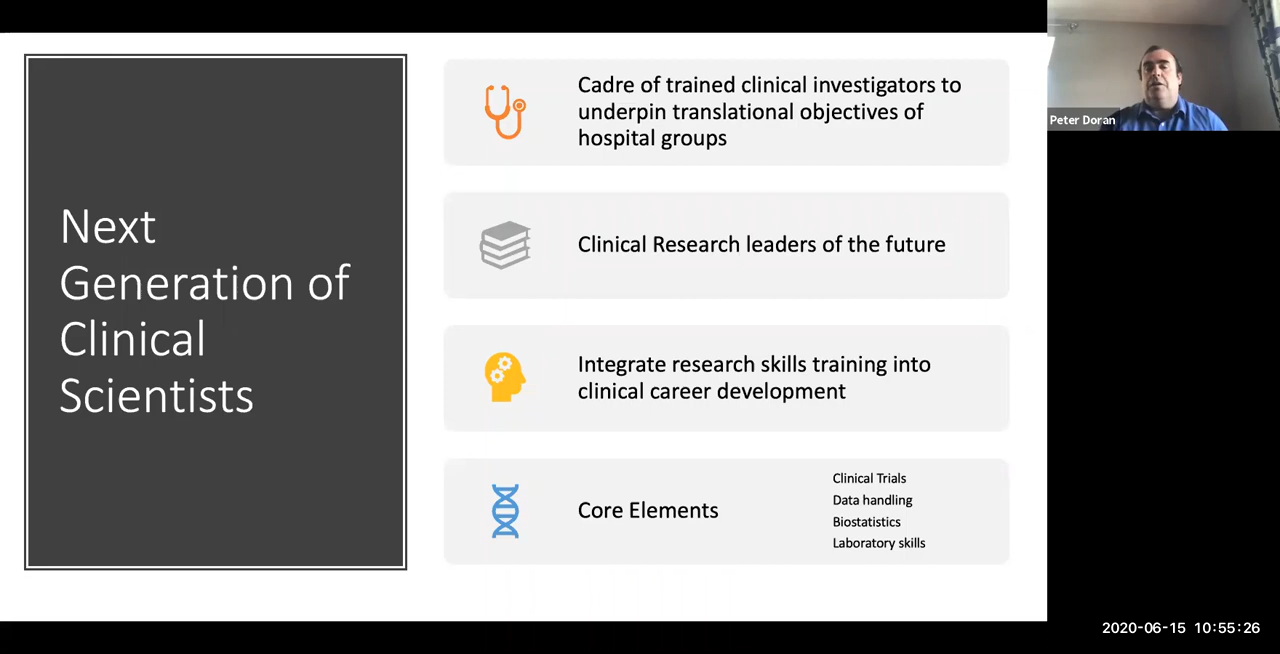 Next
Generation of
Clinical
Scientists
Cadre of trained clinical investigators to
underpin translational objectives of
hospital groups
Clinical Research leaders of the future
Integrate research skills training into
clinical career development
Core Elements
Clinical Trials
Data handling
Biostatistics
Laboratory skills
Peter Doran
2020-06-15 10:55:26